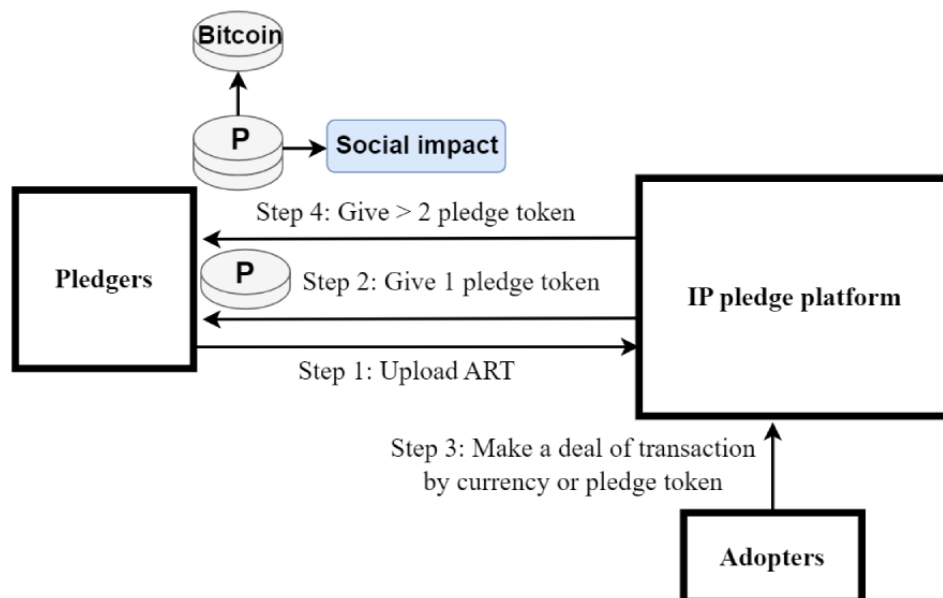 Bitcoin
P
Social impact
Step 4: Give > 2 pledge token
Pledgers
P
Step 2: Give 1 pledge token
IP pledge platform
Step 1: Upload ART
Step 3: Make a deal of transaction
by currency or pledge token
Adopters